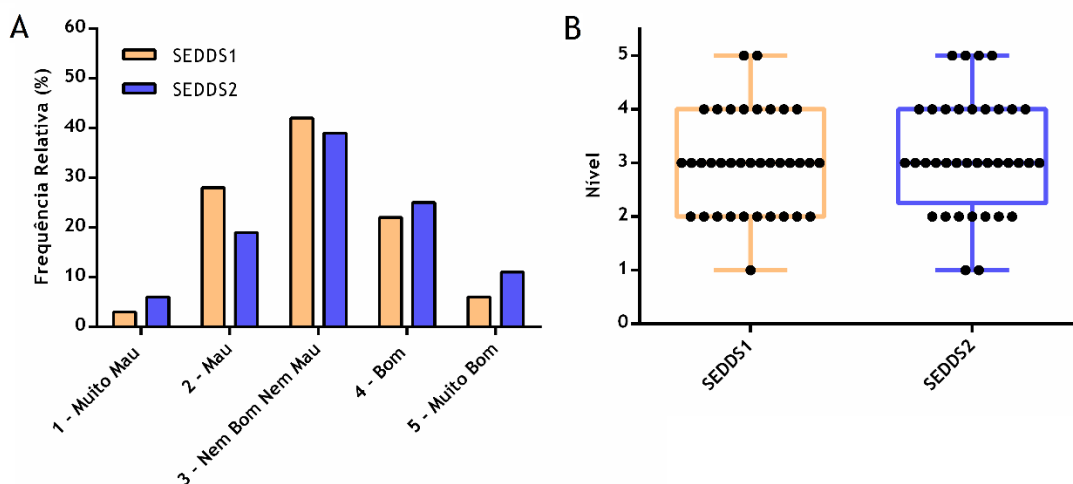 A
Frequência Relativa (%)
60
50
40
30
20
10
0
SEDDS1
SEDDS2
1 - Muito Mau
2 - Mau
3 - Nem Bom Nem Mau
4 - Bom
5 - Muito Bom
B
Nível
5
4
3
2
1
0
SEDDS1
SEDDS2